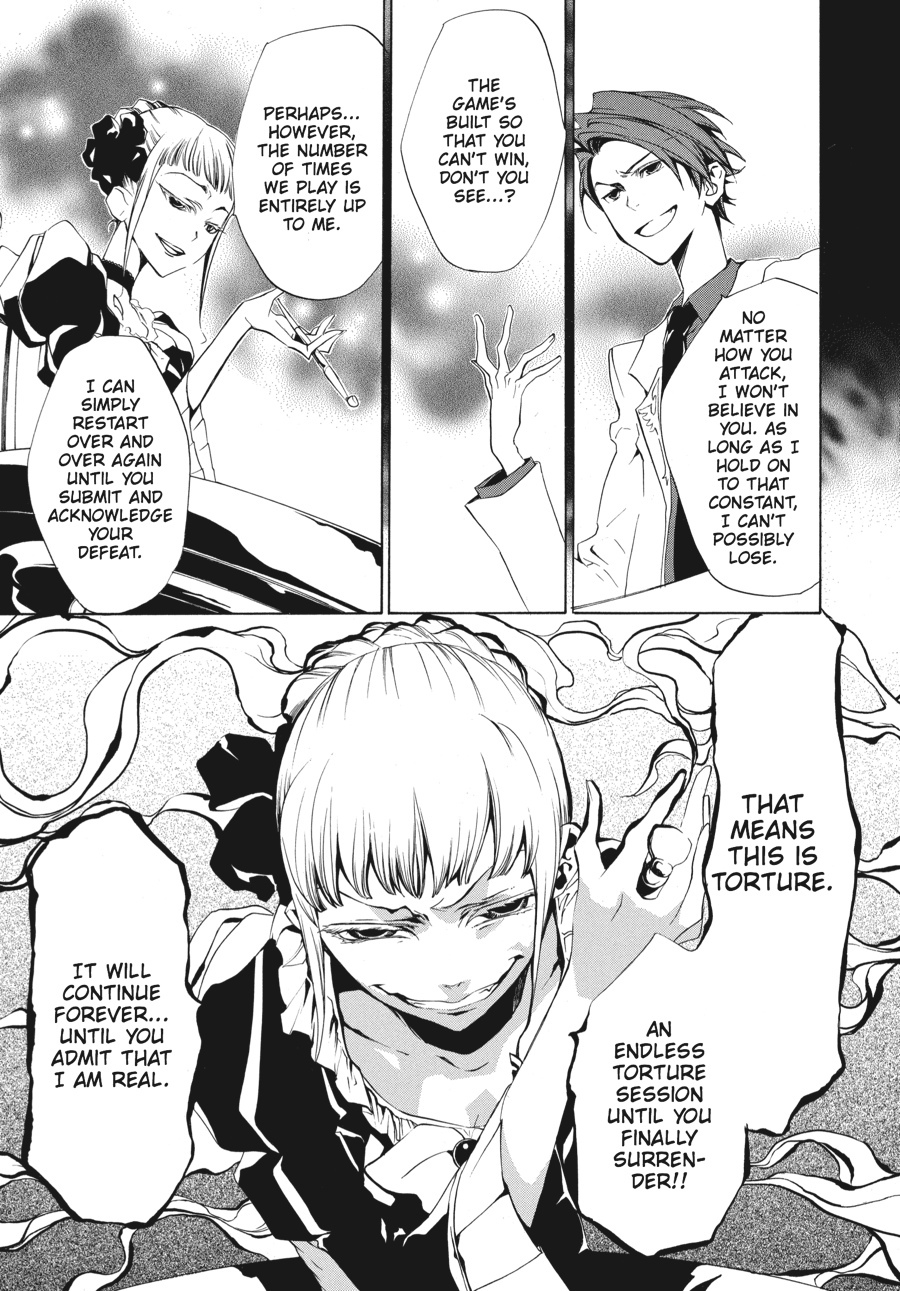 NO
MATTER
HOW YOU
ATTACK,
I WON'T
BELIEVE IN
YOU. AS
LONG AS I
HOLD ON
TO THAT
CONSTANT,
I CAN'T
POSSIBLY
LOSE.
THE
GAME'S
BUILT SO
THAT YOU
CAN'T WIN,
DON'T YOU
SEE...?
PERHAPS...
HOWEVER,
THE NUMBER
OF TIMES
WE PLAY IS
ENTIRELY UP
TO ME.
I CAN
SIMPLY
RESTART
OVER AND
OVER AGAIN
UNTIL YOU
SUBMIT AND
ACKNOWLEDGE
YOUR
DEFEAT.
THAT
MEANS
THIS IS
TORTURE.
AN
ENDLESS
TORTURE
SESSION
UNTIL YOU
FINALLY
SURREN-
DER!!
IT WILL
CONTINUE
FOREVER...
UNTIL YOU
ADMIT THAT
I AM REAL.